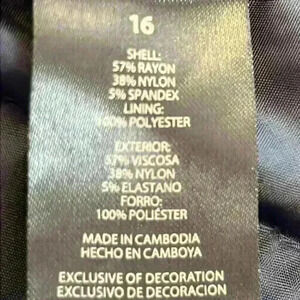 16
SHELL:
57% RAYON
38% NYLON
5% SPANDEX
LINING:
100% POLYESTER
EXTERIOR:
57% VISCOSA
38% NYLON
5% ELASTANO
FORRO:
100% POLIÉSTER
MADE IN CAMBODIA
HECHO EN CAMBOYA
EXCLUSIVE OF DECORATION
EXCLUSIVO DE DECORACION